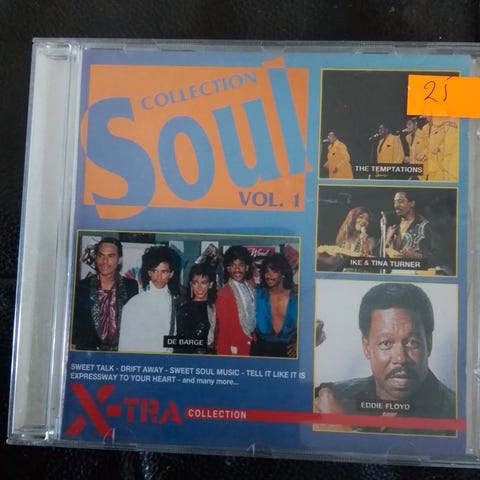 COLLECTION
Soul
VOL. 1
25
THE TEMPTATIONS
IKE & TINA TURNER
DE BARGE
EDDIE FLOYD
SWEET TALK - DRIFT AWAY - SWEET SOUL MUSIC - TELL IT LIKE IT IS
EXPRESSWAY TO YOUR HEART - and many more...
X-TRA COLLECTION